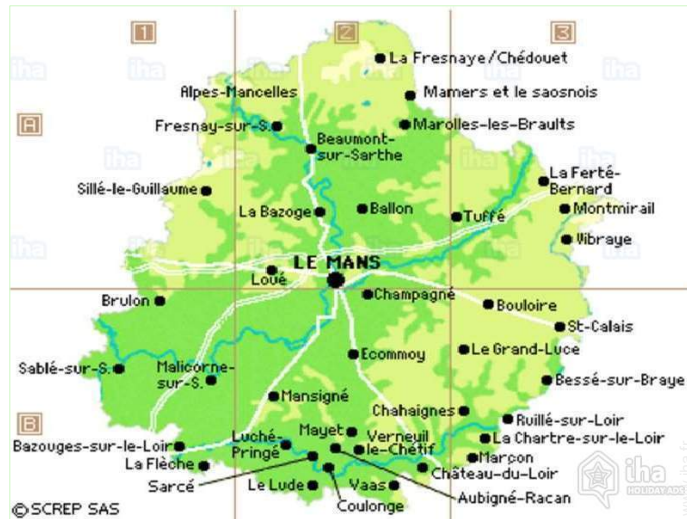 1
2
3
La Fresnaye/Chédouet
Alpes-Mancelles
Mamers et le saosnois
A
Fresnay-sur-S.
Marolles-les-Braults
Beaumont-
sur-Sarthe
La Ferté-
Bernard
Sillé-le-Guillaume
La Bazoge
Ballon
Tuffé
Montmirail
Vibraye
LE MANS
Loué
Brulon
Champagné
Bouloire
St-Calais
Ecommoy
Le Grand-Luce
Sablé-sur-S.
Malicorne-
sur-S.
Bessé-sur-Braye
Mansigné
Chahaignes
Ruillé-sur-Loir
B
Mayet
Verneuil
-le-Chétif
La Chartre-sur-le-Loir
Bazouges-sur-le-Loir
Luché-
Pringé
Marçon
La Flèche
Château-du-Loir
Sarcé
Le Lude
Coulonge
Vaas
Aubigné-Racan
©SCREP SAS
iha
HOLIDAY ADS
www.iha.fr